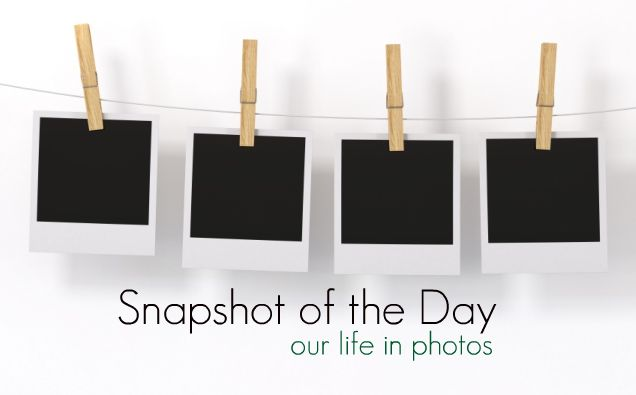 Snapshot of the Day
our life in photos